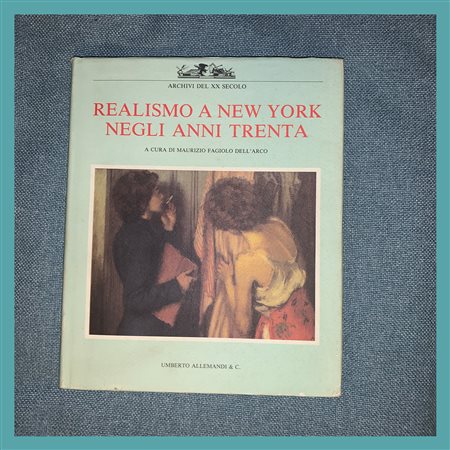 ARCHIVI DEL XX SECOLO
REALISMO A NEW YORK
NEGLI ANNI TRENTA
A CURA DI MAURIZIO FAGIOLO DELL'ARCO
UMBERTO ALLEMANDI & C.